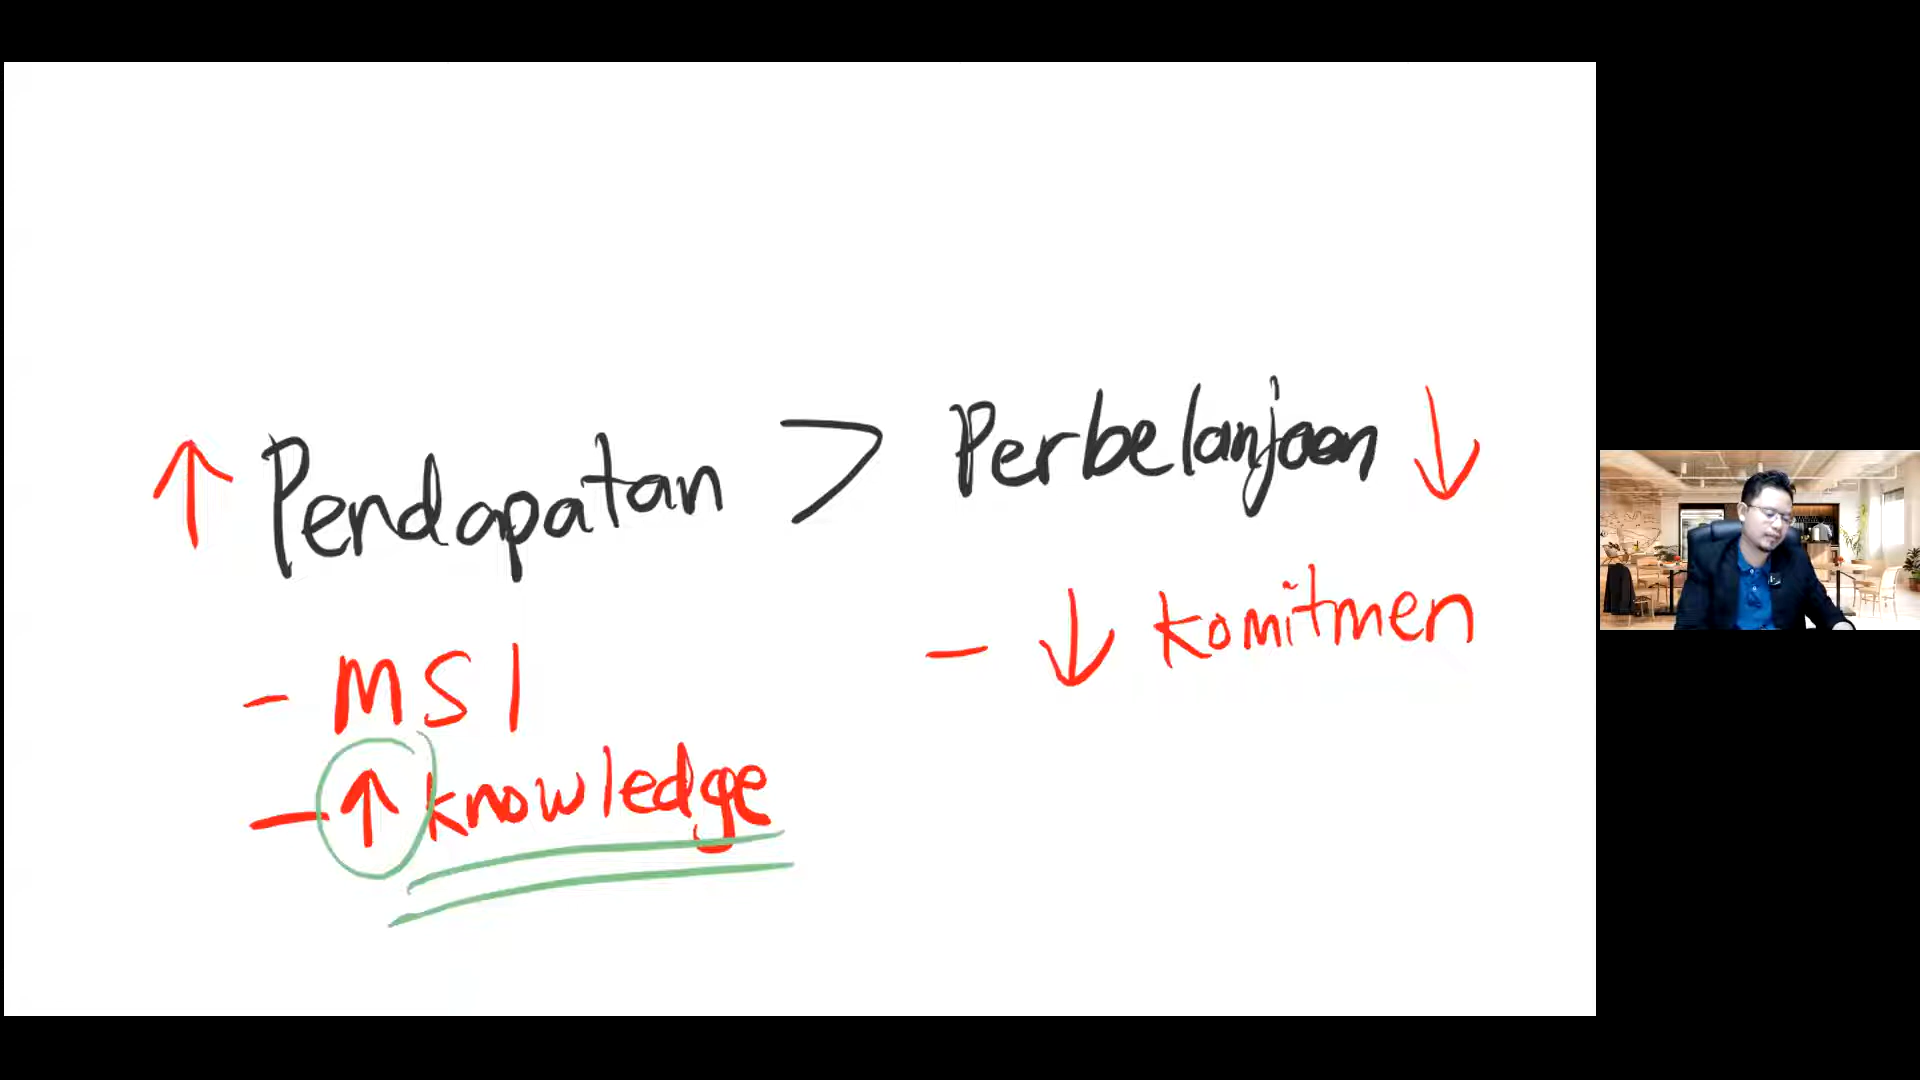 ↑ Pendapatan > Perbelanjaan ↓
- MSI
- ↑ knowledge
- ↓ Komitmen